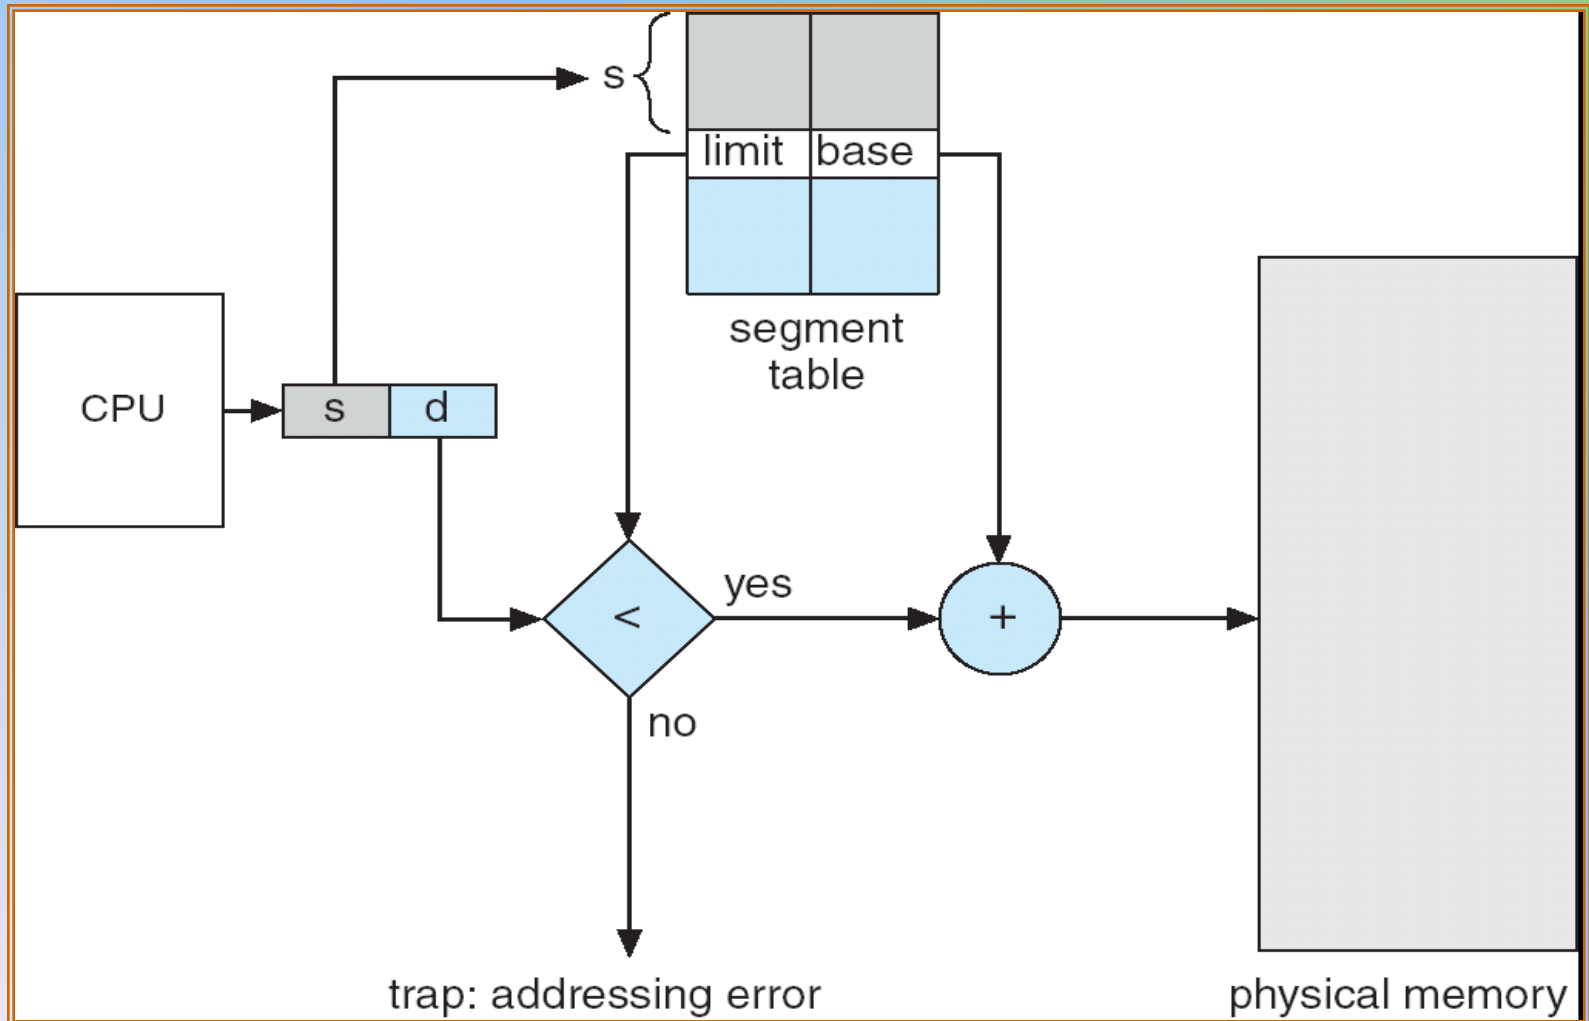 s
limit base
segment
table
CPU
s d
yes
<
+
no
trap: addressing error
physical memory